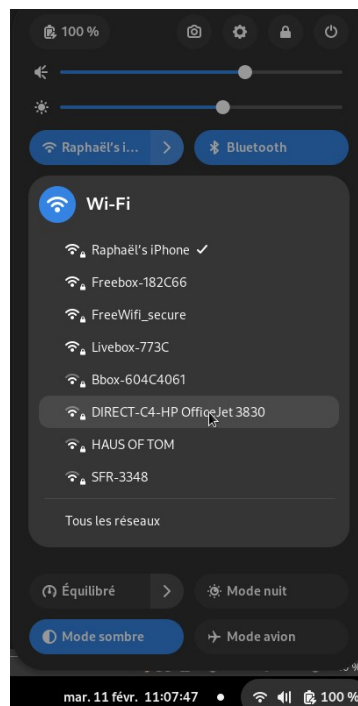 100 %
Raphaël's i... Bluetooth
Wi-Fi
Raphaël's iPhone
Freebox-182C66
FreeWifi_secure
Livebox-773C
Bbox-604C4061
DIRECT-C4-HP OfficeJet 3830
HAUS OF TOM
SFR-3348
Tous les réseaux
Équilibré Mode nuit
Mode sombre Mode avion
mar. 11 févr. 11:07:47 100 %